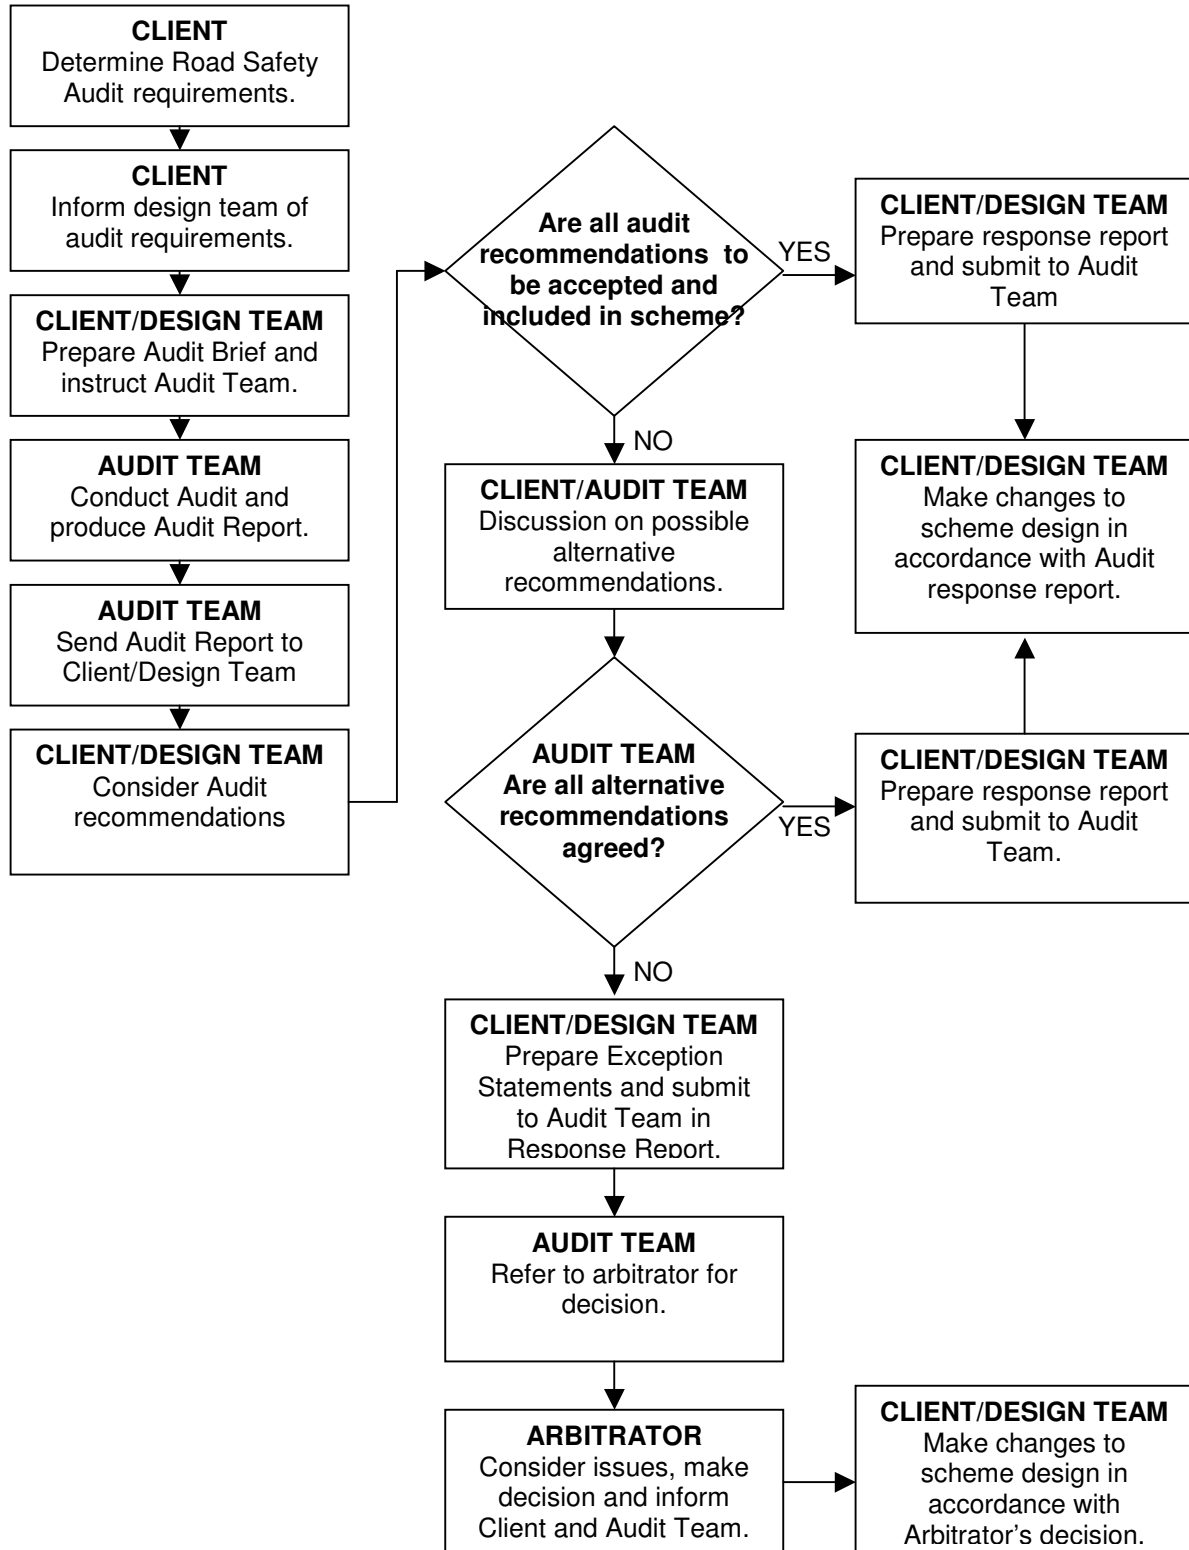 CLIENT
Determine Road Safety
Audit requirements.
CLIENT
Inform design team of
audit requirements.
CLIENT/DESIGN TEAM
Prepare Audit Brief and
instruct Audit Team.
AUDIT TEAM
Conduct Audit and
produce Audit Report.
AUDIT TEAM
Send Audit Report to
Client/Design Team
CLIENT/DESIGN TEAM
Consider Audit
recommendations
Are all audit
recommendations to
be accepted and
included in scheme?
YES
CLIENT/DESIGN TEAM
Prepare response report
and submit to Audit
Team
NO
CLIENT/AUDIT TEAM
Discussion on possible
alternative
recommendations.
CLIENT/DESIGN TEAM
Make changes to
scheme design in
accordance with Audit
response report.
AUDIT TEAM
Are all alternative
recommendations
agreed?
YES
CLIENT/DESIGN TEAM
Prepare response report
and submit to Audit
Team.
NO
CLIENT/DESIGN TEAM
Prepare Exception
Statements and submit
to Audit Team in
Response Report.
AUDIT TEAM
Refer to arbitrator for
decision.
ARBITRATOR
Consider issues, make
decision and inform
Client and Audit Team.
CLIENT/DESIGN TEAM
Make changes to
scheme design in
accordance with
Arbitrator's decision.